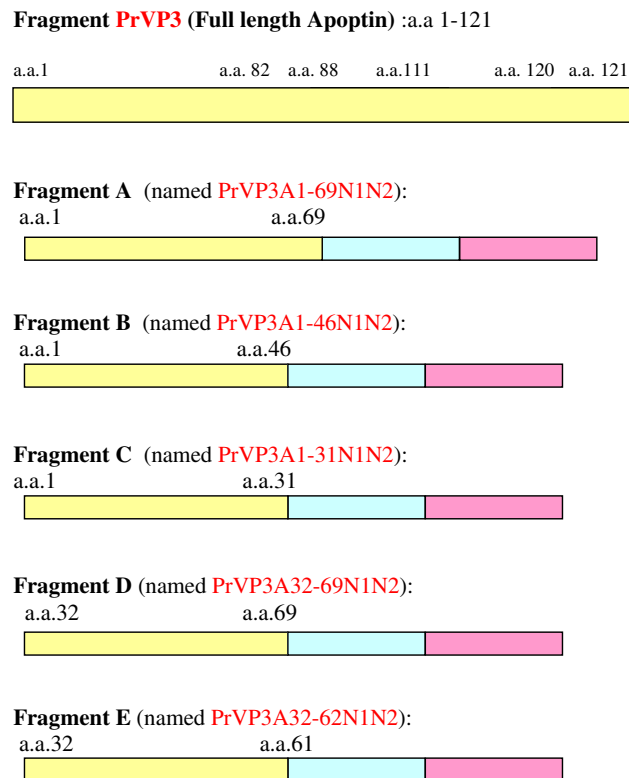 Fragment PrVP3 (Full length Apoptin) :a.a 1-121
a.a.1 a.a. 82 a.a. 88 a.a.111 a.a. 120 a.a. 121
Fragment A (named PrVP3A1-69N1N2):
a.a.1 a.a.69
Fragment B (named PrVP3A1-46N1N2):
a.a.1 a.a.46
Fragment C (named PrVP3A1-31N1N2):
a.a.1 a.a.31
Fragment D (named PrVP3A32-69N1N2):
a.a.32 a.a.69
Fragment E (named PrVP3A32-62N1N2):
a.a.32 a.a.61